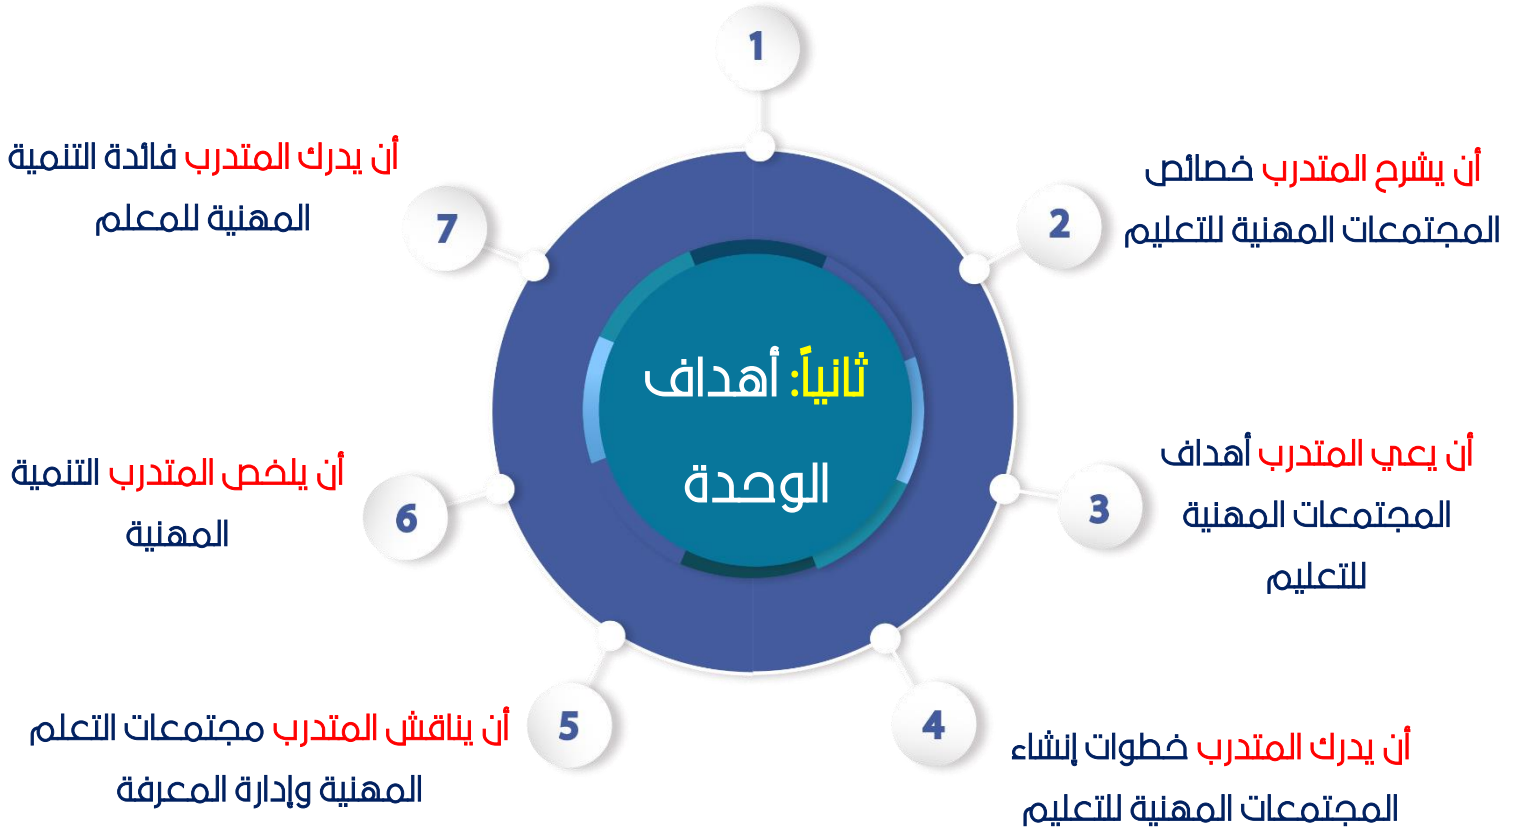 ثانياً: أهداف
الوحدة
1
2
أن يشرح المتدرب خصائص
المجتمعات المهنية للتعليم
3
أن يعي المتدرب أهداف
المجتمعات المهنية
للتعليم
4
أن يدرك المتدرب خطوات إنشاء
المجتمعات المهنية للتعليم
5
أن يناقش المتدرب مجتمعات التعلم
المهنية وإدارة المعرفة
6
أن يلخص المتدرب التنمية
المهنية
7
أن يدرك المتدرب فائدة التنمية
المهنية للمعلم